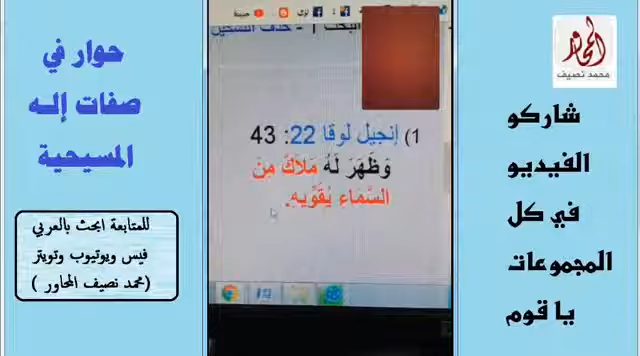 حوار في
صفات إله
المسيحية
للمتابعة ابحث بالعربي
فيس ويوتيوب وتويتر
(محمد نصيف المحاور )
1) إنجيل لوقا 22: 43
وَظَهَرَ لَهُ مَلاَكٌ مِنَ
السَّمَاءِ يُقَوِّيهِ.
المحاور
محمد نصيف
شاركو
الفيديو
في كل
المجموعات
يا قوم